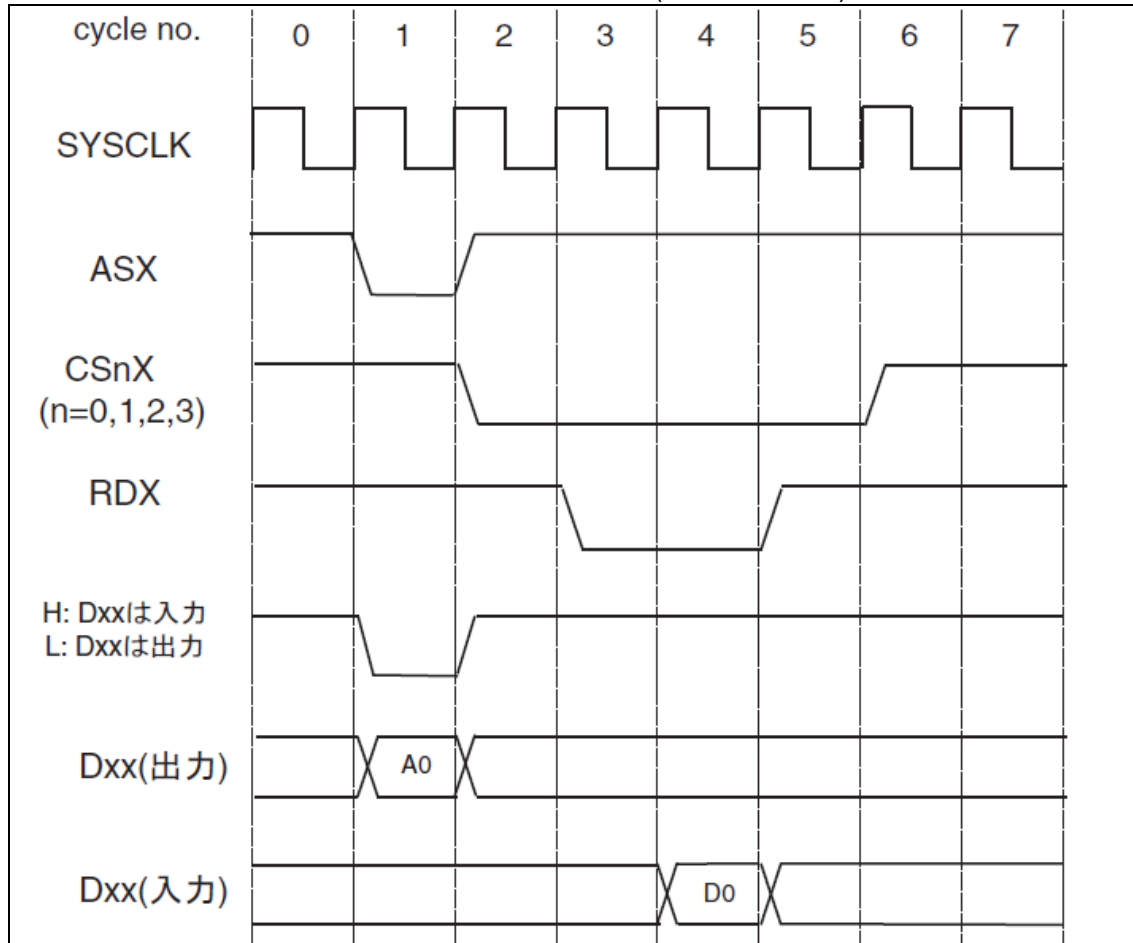 cycle no. 0 1 2 3 4 5 6 7
SYSCLK
ASX
CSnX
(n=0,1,2,3)
RDX
H: Dxxは入力
L: Dxxは出力
Dxx(出力) A0
Dxx(入力) D0